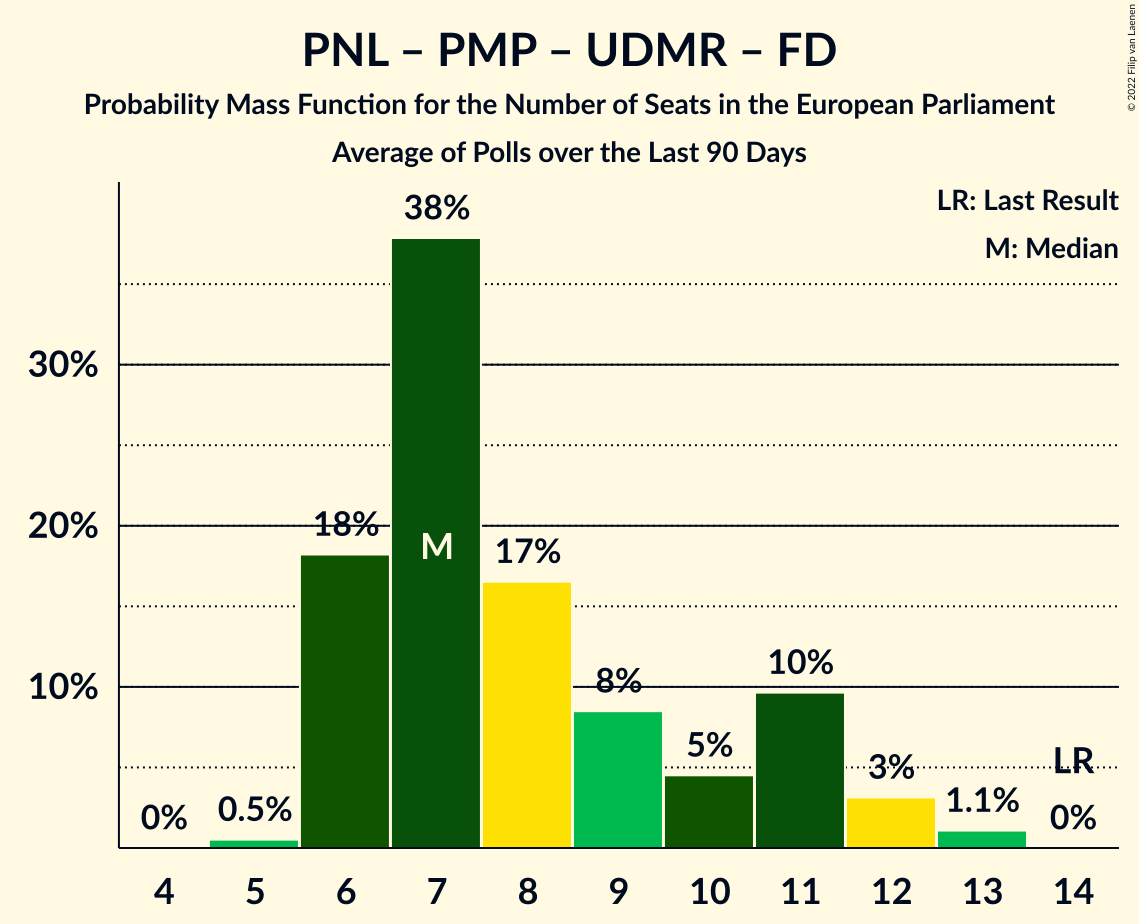 PNL – PMP – UDMR – FD
Probability Mass Function for the Number of Seats in the European Parliament
Average of Polls over the Last 90 Days
© 2022 Filip van Laenen
LR: Last Result
M: Median
30%
20%
10%
0%
0.5%
18%
38%
M
17%
8%
5%
10%
3%
1.1%
LR
0%
4 5 6 7 8 9 10 11 12 13 14